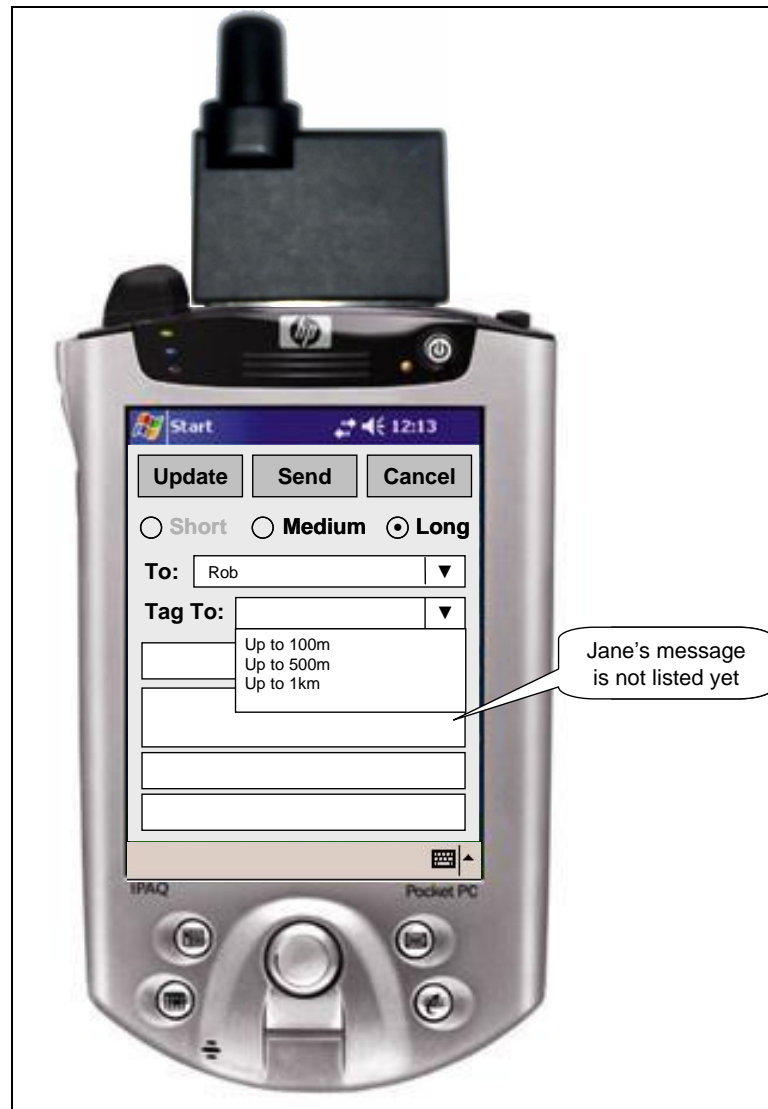 hp
Start 12:13
Update Send Cancel
Short Medium Long
To: Rob
Tag To:
Up to 100m
Up to 500m
Up to 1km
Jane’s message
is not listed yet
iPAQ Pocket PC